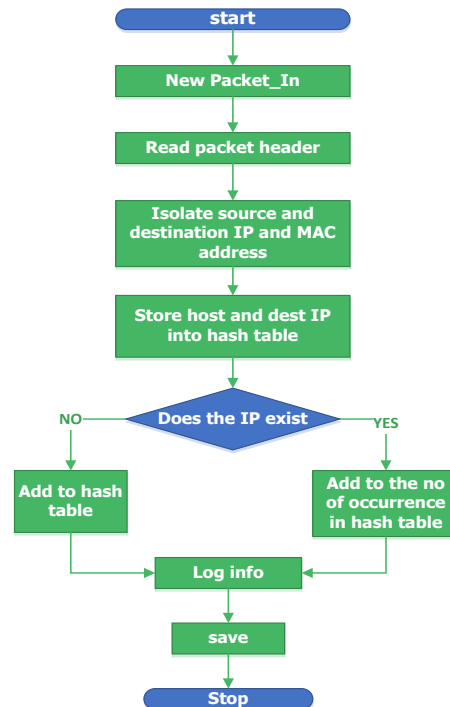 start
New Packet_In
Read packet header
Isolate source and
destination IP and MAC
address
Store host and dest IP
into hash table
Does the IP exist
NO
YES
Add to hash
table
Add to the no
of occurrence
in hash table
Log info
save
Stop